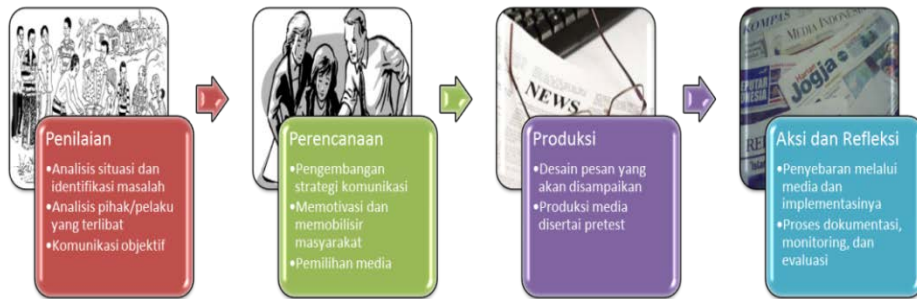 Penilaian
•Analisis situasi dan
identifikasi masalah
•Analisis pihak/pelaku
yang terlibat
•Komunikasi objektif
Perencanaan
•Pengembangan
strategi komunikasi
•Memotivasi dan
memobilisir
masyarakat
•Pemilihan media
NEWS
Produksi
•Desain pesan yang
akan disampaikan
•Produksi media
disertai pretest
KOMPAS
MEDIA INDONESIA
Jogja
Aksi dan Refleksi
•Penyebaran melalui
media dan
implementasinya
•Proses dokumentasi,
monitoring, dan
evaluasi